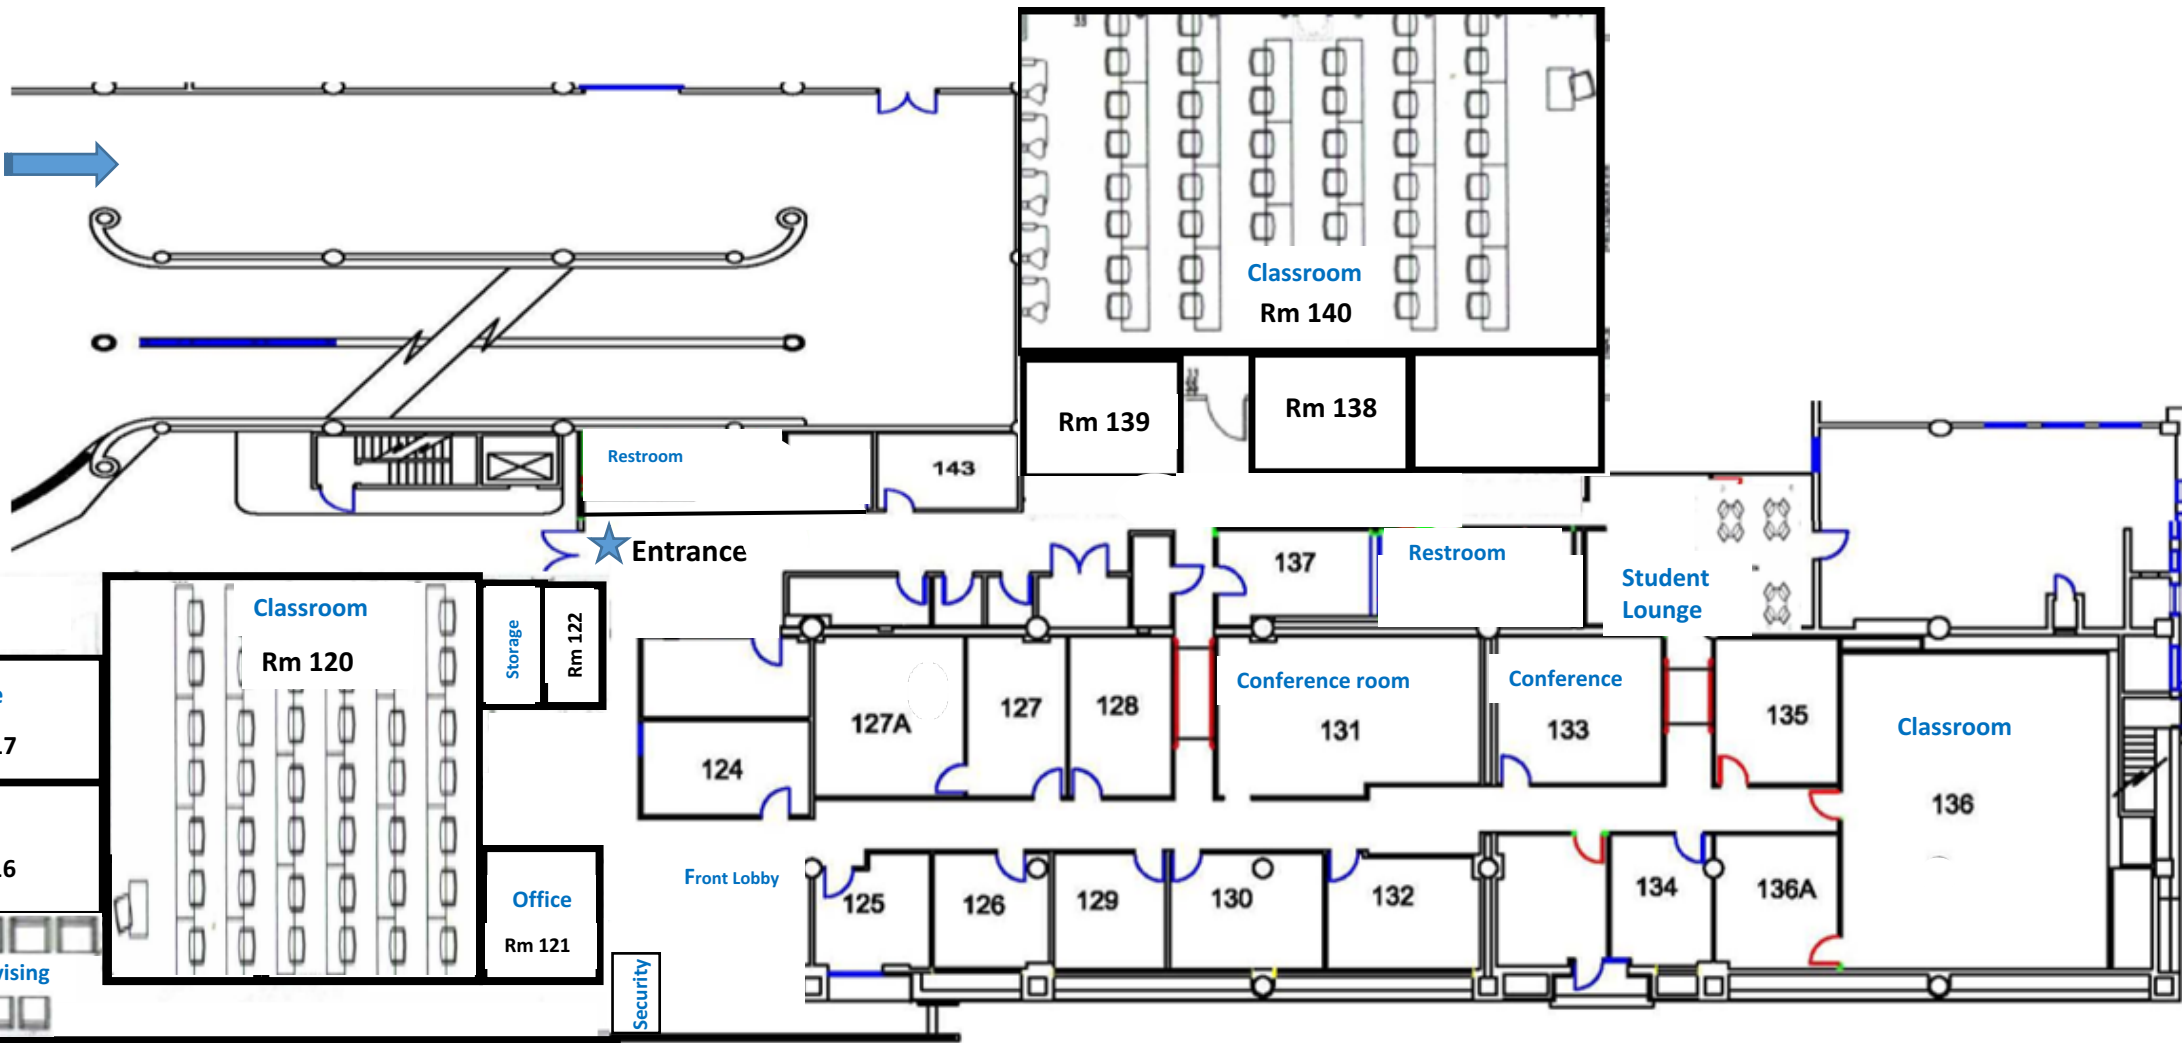 Classroom
Rm 140
Rm 139
Rm 138
Restroom
143
Entrance
137
Restroom
Student
Lounge
Classroom
Rm 120
Storage
Rm 122
127A
127
128
Conference room
131
Conference
133
135
Classroom
136
124
Front Lobby
125
126
129
130
132
134
136A
Office
Rm 121
Security